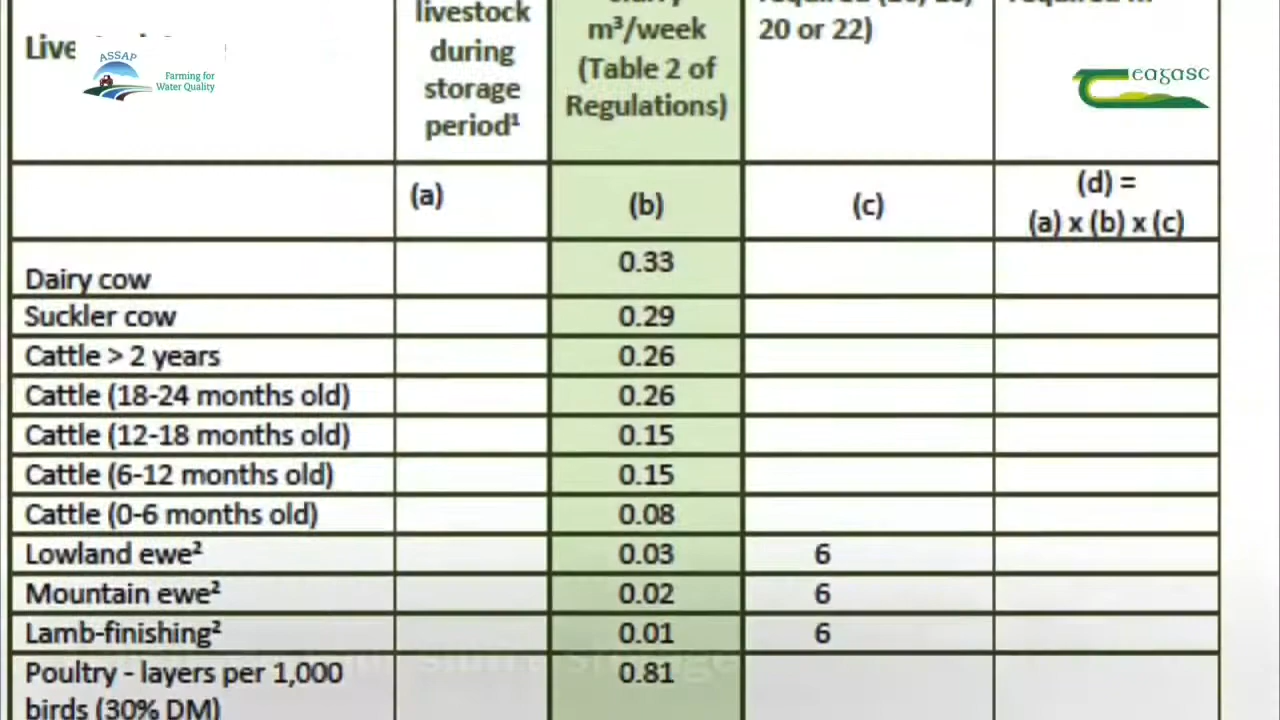 livestock
during
storage
period¹
m³/week
(Table 2 of
Regulations)
20 or 22)
Live
ASSAP
Farming for
Water Quality
eagasc
(a)
(b)
(c)
(d) =
(a) x (b) x (c)
Dairy cow 0.33
Suckler cow 0.29
Cattle > 2 years 0.26
Cattle (18-24 months old) 0.26
Cattle (12-18 months old) 0.15
Cattle (6-12 months old) 0.15
Cattle (0-6 months old) 0.08
Lowland ewe² 0.03 6
Mountain ewe² 0.02 6
Lamb-finishing² 0.01 6
Poultry - layers per 1,000 0.81
birds (30% DM)